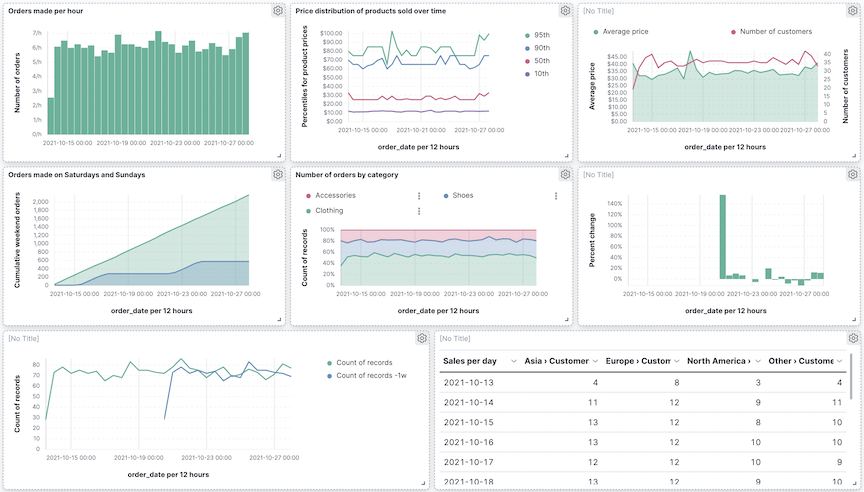 Orders made per hour
Number of orders
7/h
6/h
5/h
4/h
3/h
2/h
1/h
0/h
2021-10-15 00:00 2021-10-19 00:00 2021-10-23 00:00 2021-10-27 00:00
Price distribution of products sold over time
Percentiles for product prices
$100.00
$90.00
$80.00
$70.00
$60.00
$50.00
$40.00
$30.00
$20.00
$10.00
$0.00
2021-10-15 00:00 2021-10-19 00:00 2021-10-23 00:00 2021-10-27 00:00
order_date per 12 hours
95th
90th
50th
10th
[No Title]
Average price Number of customers
Average price
$45.00
$40.00
$35.00
$30.00
$25.00
$20.00
$15.00
$10.00
$5.00
$0.00
40
35
30
25
20
15
10
5
0
Number of customers
2021-10-15 00:00 2021-10-19 00:00 2021-10-23 00:00 2021-10-27 00:00
order_date per 12 hours
Orders made on Saturdays and Sundays
Cumulative weekend orders
2,000
1,800
1,600
1,400
1,200
1,000
800
600
400
200
0
2021-10-15 00:00 2021-10-19 00:00 2021-10-23 00:00 2021-10-27 00:00
order_date per 12 hours
Number of orders by category
Accessories Shoes
Clothing
Count of records
100%
80%
60%
40%
20%
0%
2021-10-15 00:00 2021-10-19 00:00 2021-10-23 00:00 2021-10-27 00:00
order_date per 12 hours
[No Title]
Percent change
140%
120%
100%
80%
60%
40%
20%
0%
2021-10-15 00:00 2021-10-19 00:00 2021-10-23 00:00 2021-10-27 00:00
order_date per 12 hours
[No Title]
Count of records
80
70
60
50
40
30
20
10
0
2021-10-15 00:00 2021-10-19 00:00 2021-10-23 00:00 2021-10-27 00:00
order_date per 12 hours
Count of records
Count of records -1w
[No Title]
Sales per day Asia › Customer Europe › Custom North America › Other › Custome
2021-10-13 4 8 3 4
2021-10-14 11 12 9 11
2021-10-15 13 12 8 10
2021-10-16 13 12 10 10
2021-10-17 12 12 10 9
2021-10-18 13 12 9 10